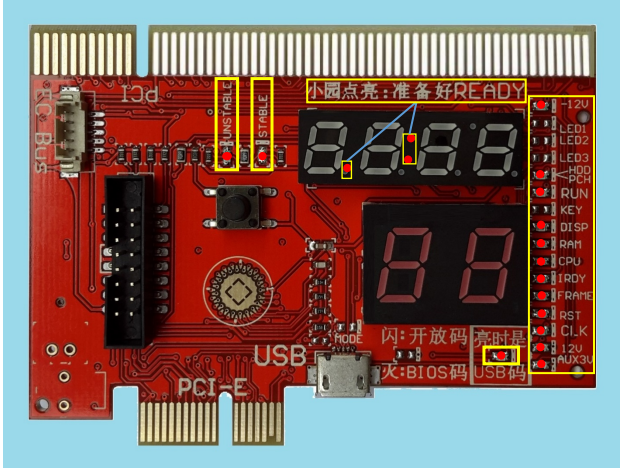 PCI
I²C BUS
UNSTABLE
STABLE
小园点亮:准备好READY
-12V
LED1
LED2
LED3
HDD
PCH
RUN
KEY
DISP
RAM
CPU
IRDY
FRAME
RST
CLK
12V
AUX3V
MODE
闪:开放码
亮时是
USB
灭:BIOS码
USB码
PCI-E